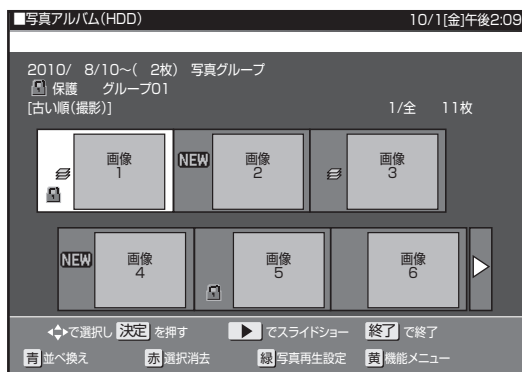 ■写真アルバム(HDD) 10/1[金]午後2:09
2010/ 8/10~( 2枚) 写真グループ
保護 グループ01
[古い順(撮影)] 1/全 11枚
画像 1
NEW 画像 2
画像 3
NEW 画像 4
画像 5
画像 6
で選択し 決定 を押す ▶ でスライドショー 終了 で終了
青 並べ換え 赤 選択消去 緑 写真再生設定 黄 機能メニュー